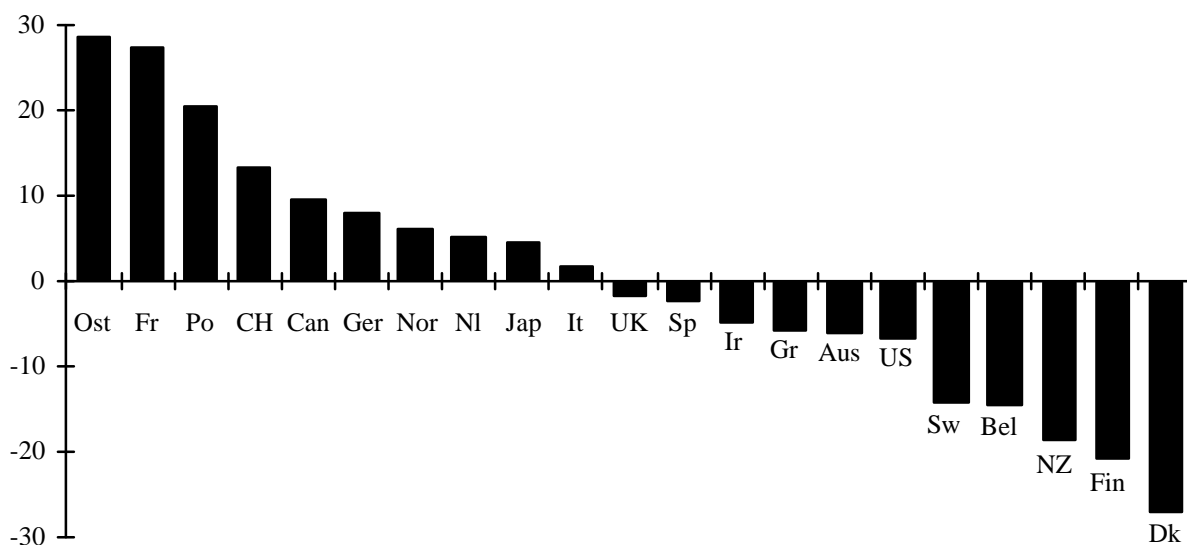 30
20
10
0
Ost Fr Po CH Can Ger Nor Nl Jap It UK Sp Ir Gr Aus US
-10
Sw Bel
-20
NZ Fin
-30
Dk